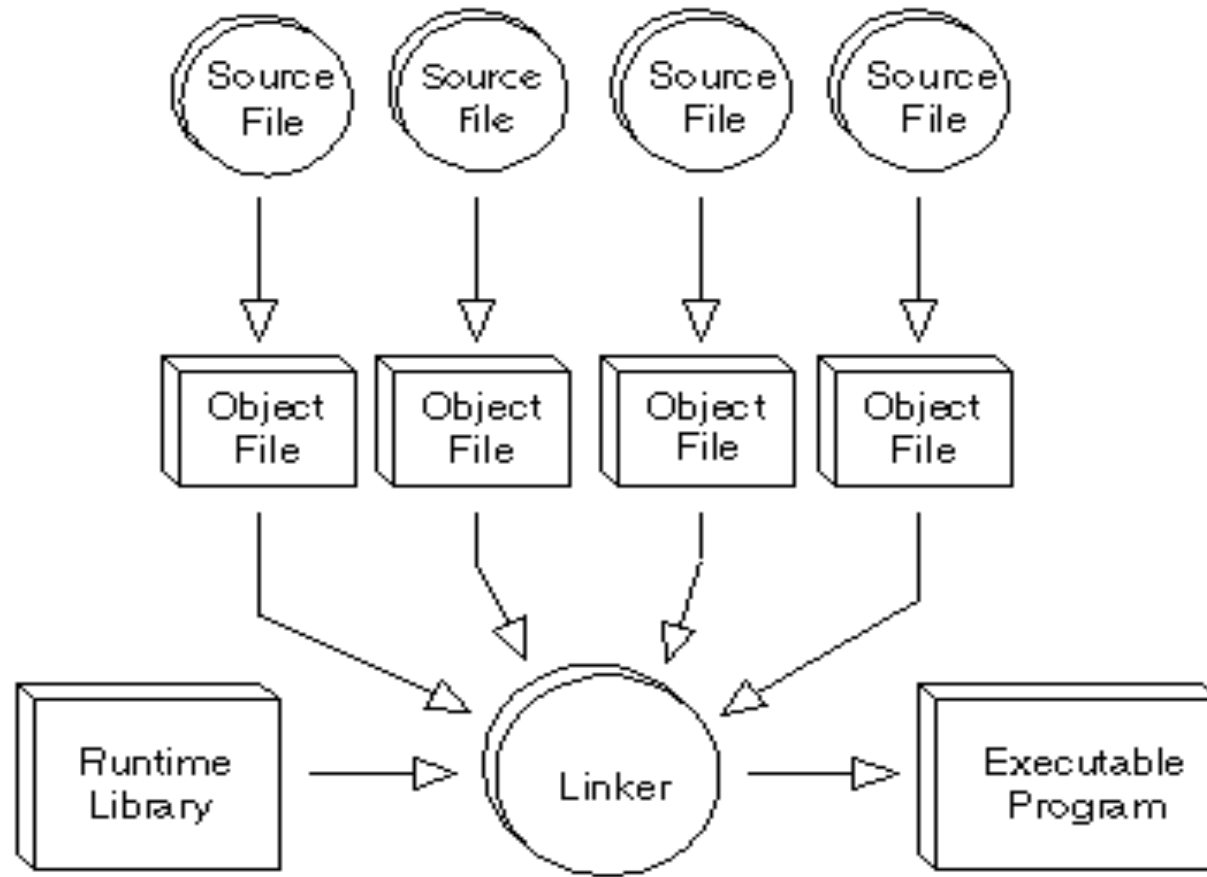 Source
File
Source
File
Source
File
Source
File
Object
File
Object
File
Object
File
Object
File
Runtime
Library
Linker
Executable
Program